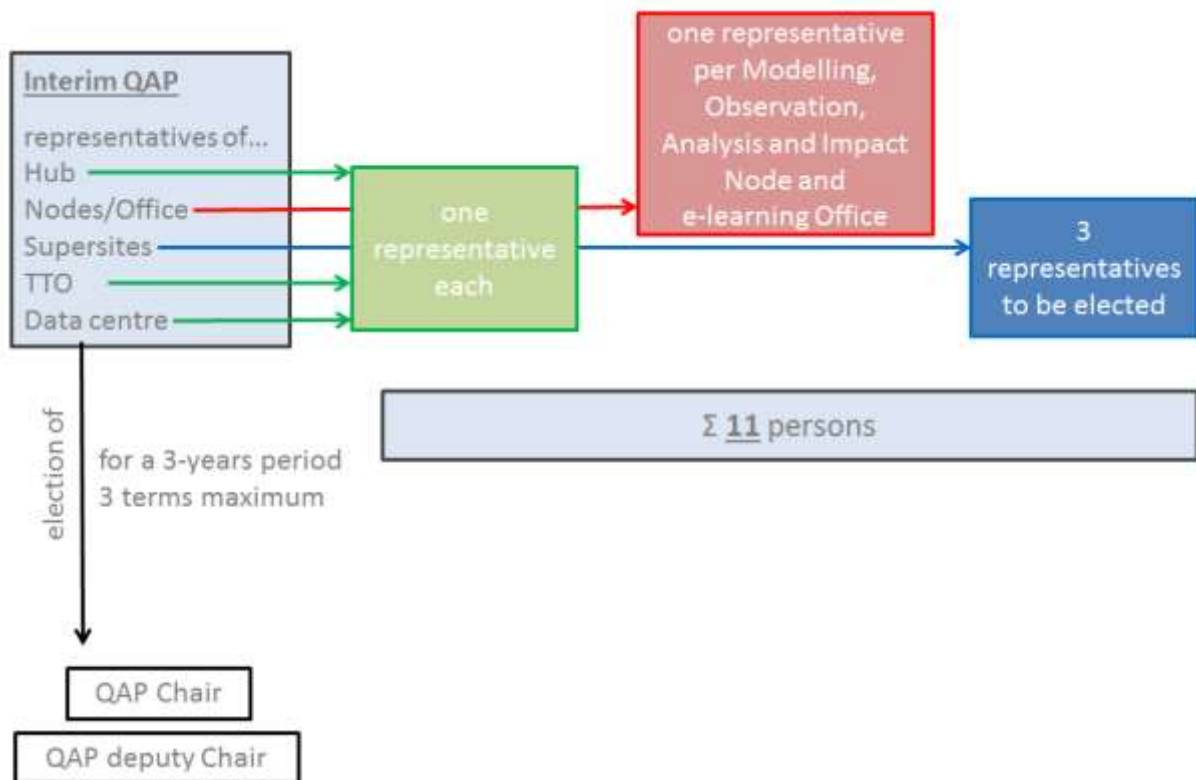 Interim QAP
representatives of...
Hub
Nodes/Office
Supersites
TTO
Data centre
one
representative
each
one representative
per Modelling,
Observation,
Analysis and Impact
Node and
e-learning Office
3
representatives
to be elected
Σ 11 persons
election of
for a 3-years period
3 terms maximum
QAP Chair
QAP deputy Chair